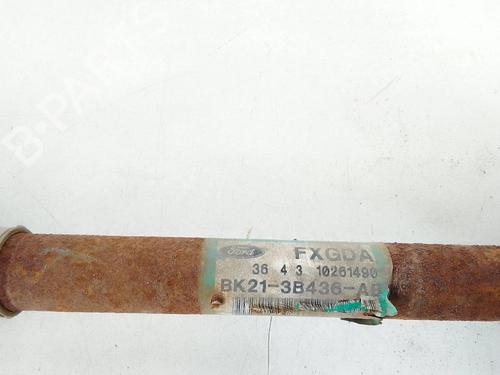 B-PARTS
Ford FXGDA
36 4 3 10261490
BK21-3B436-AB